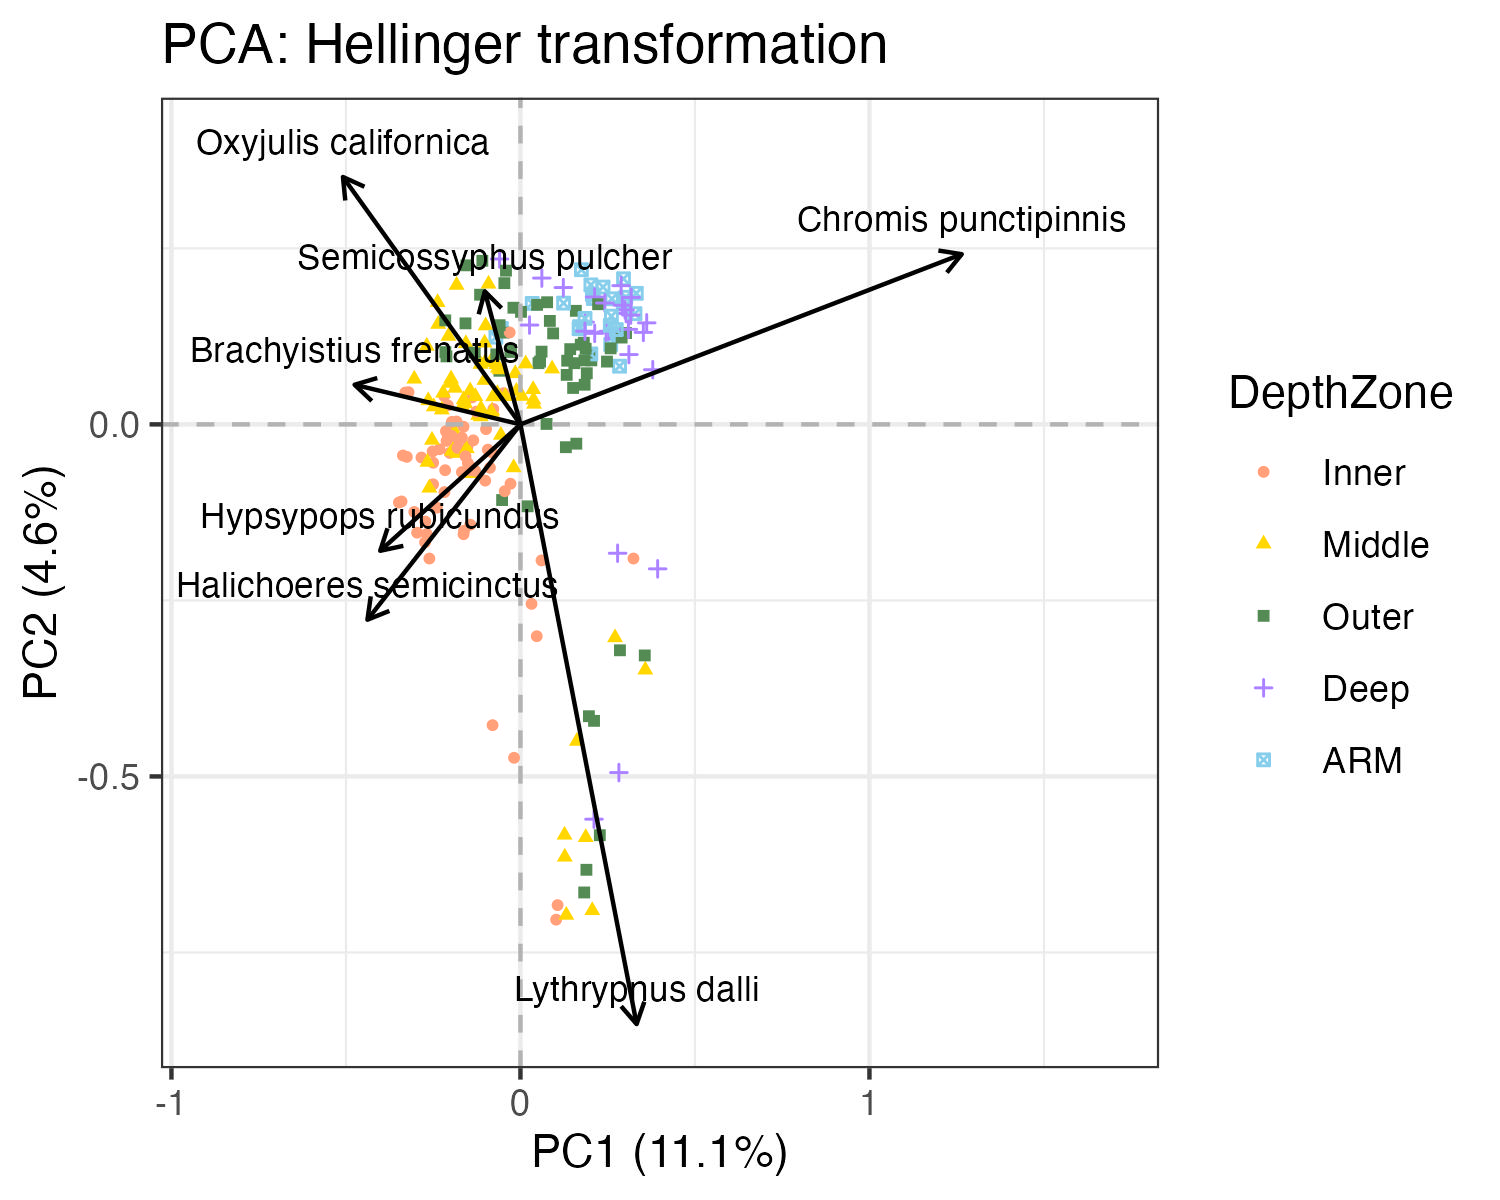 PCA: Hellinger transformation
Oxyjulis californica
Chromis punctipinnis
Semicossyphus pulcher
Brachyistius frenatus
Hypsypops rubicundus
Halichoeres semicinctus
Lythrypnus dalli
0.0
-0.5
-1
0
1
PC1 (11.1%)
PC2 (4.6%)
DepthZone
Inner
Middle
Outer
Deep
ARM